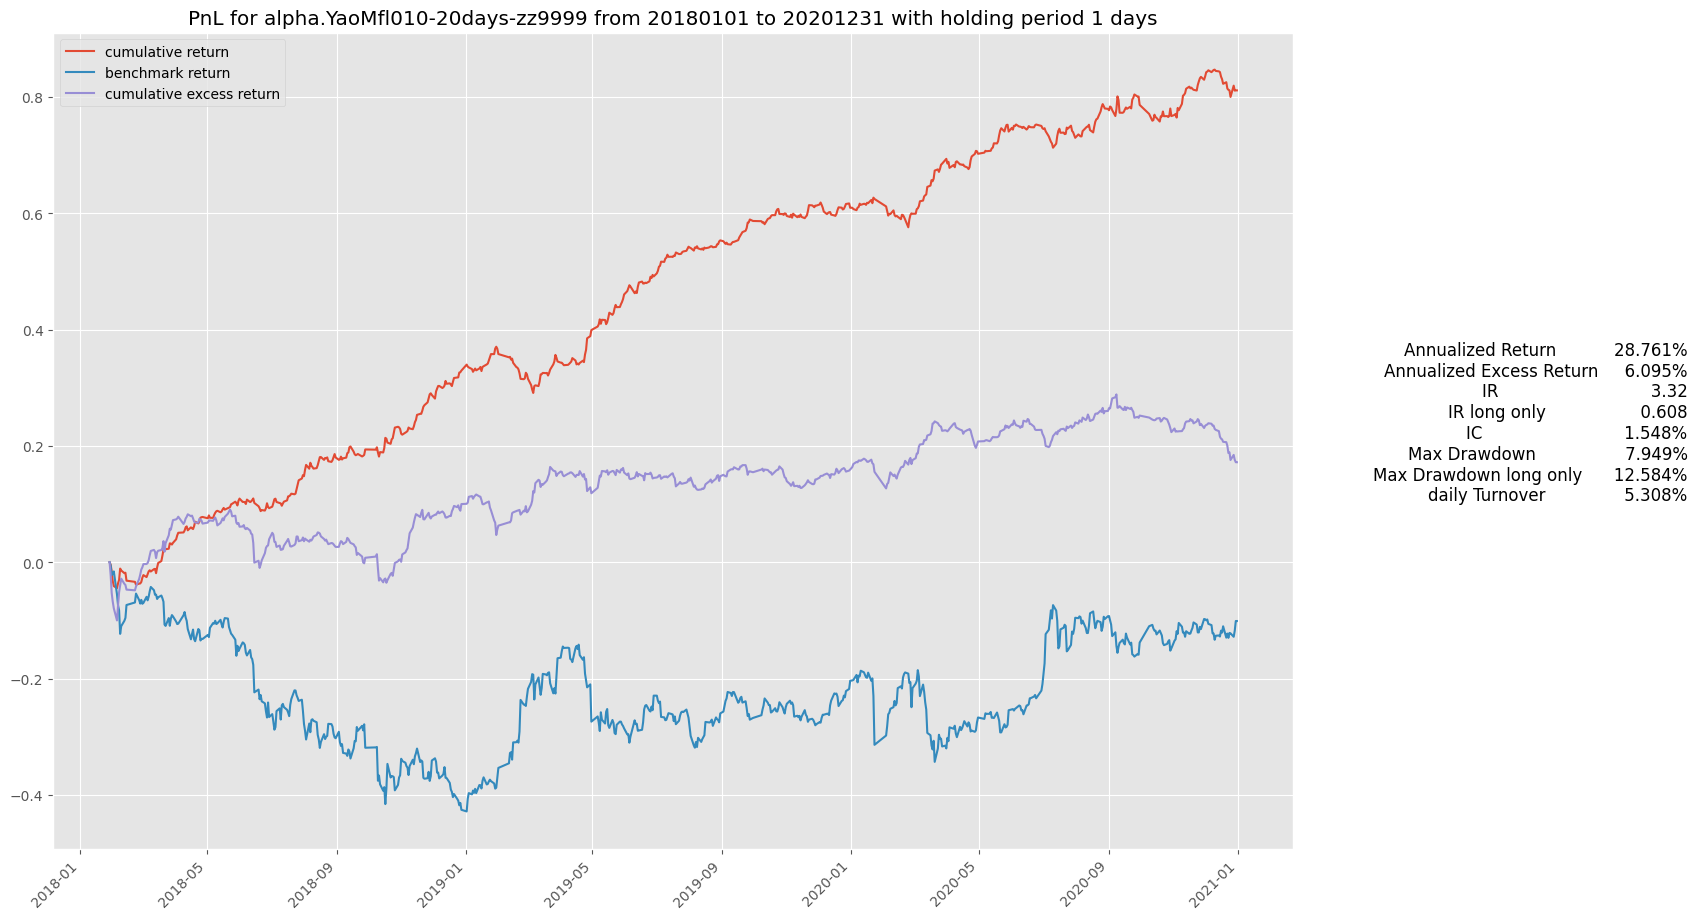 PnL for alpha.YaoMfl010-20days-zz9999 from 20180101 to 20201231 with holding period 1 days
cumulative return
benchmark return
cumulative excess return
0.8
0.6
0.4
0.2
0.0
−0.2
−0.4
2018-01
2018-05
2018-09
2019-01
2019-05
2019-09
2020-01
2020-05
2020-09
2021-01
Annualized Return 28.761%
Annualized Excess Return 6.095%
IR 3.32
IR long only 0.608
IC 1.548%
Max Drawdown 7.949%
Max Drawdown long only 12.584%
daily Turnover 5.308%